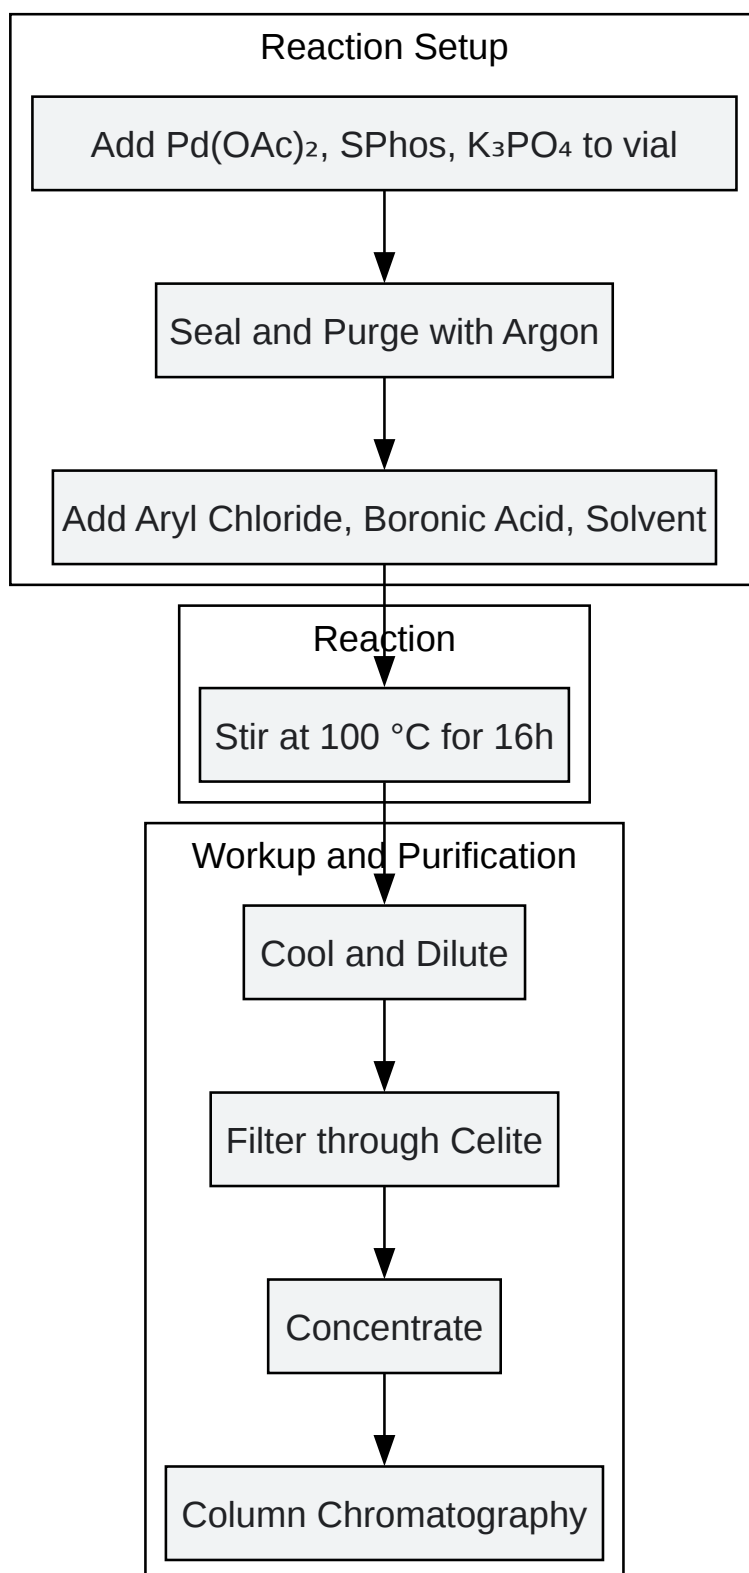 Reaction Setup
Add Pd(OAc)₂, SPhos, K₃PO₄ to vial
Seal and Purge with Argon
Add Aryl Chloride, Boronic Acid, Solvent
Reaction
Stir at 100 °C for 16h
Workup and Purification
Cool and Dilute
Filter through Celite
Concentrate
Column Chromatography